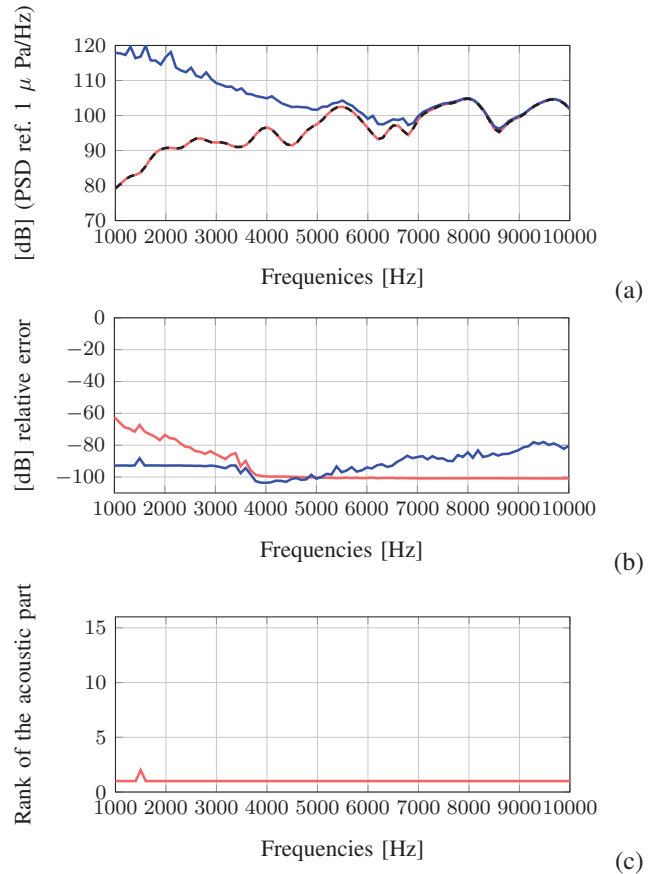 [dB] (PSD ref. 1 μ Pa/Hz)
120
110
100
90
80
70
1000 2000 3000 4000 5000 6000 7000 8000 9000 10000
Frequenices [Hz]
(a)
[dB] relative error
0
−20
−40
−60
−80
−100
1000 2000 3000 4000 5000 6000 7000 8000 9000 10000
Frequencies [Hz]
(b)
Rank of the acoustic part
15
10
5
0
1000 2000 3000 4000 5000 6000 7000 8000 9000 10000
Frequencies [Hz]
(c)